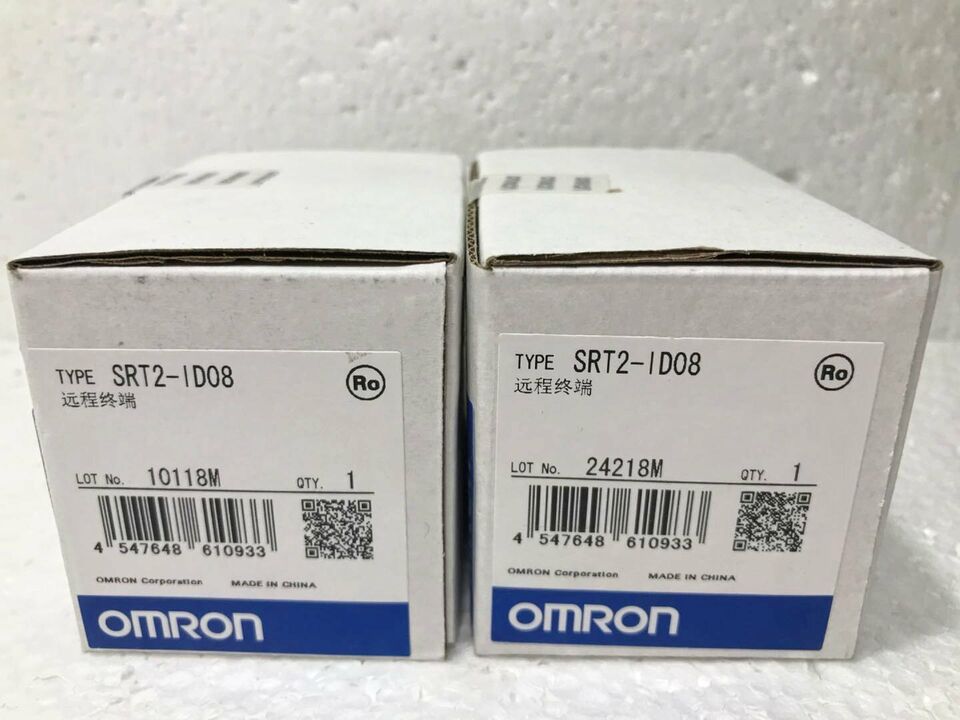 TYPE SRT2-ID08
远程终端
Ro
LOT No. 10118M QTY. 1
4 547648 610933
OMRON Corporation MADE IN CHINA
OMRON
TYPE SRT2-ID08
远程终端
Ro
LOT No. 24218M QTY. 1
4 547648 610933
OMRON Corporation MADE IN CHINA
OMRON